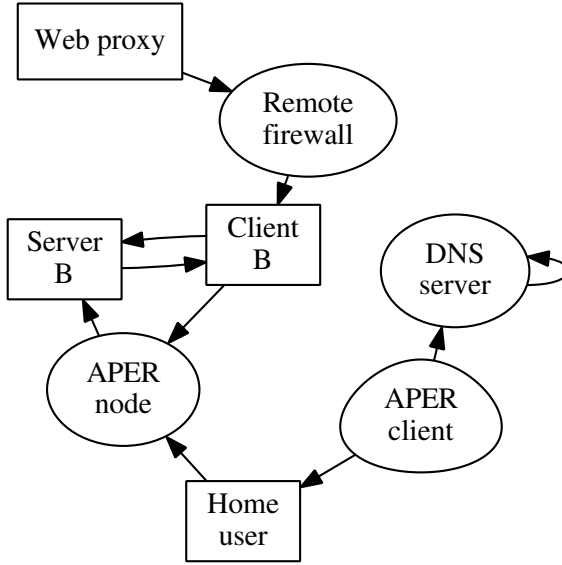 Web proxy
Remote
firewall
Client
B
Server
B
DNS
server
APER
node
APER
client
Home
user